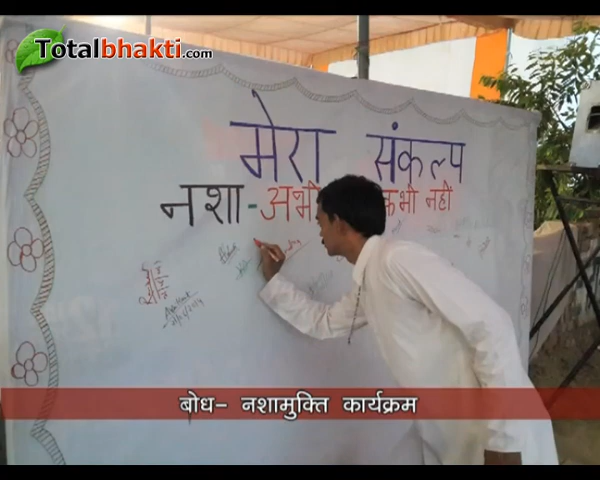 Totalbhakti.com
मेरा संकल्प
नशा - अभी कभी नहीं
बोध- नशामुक्ति कार्यक्रम